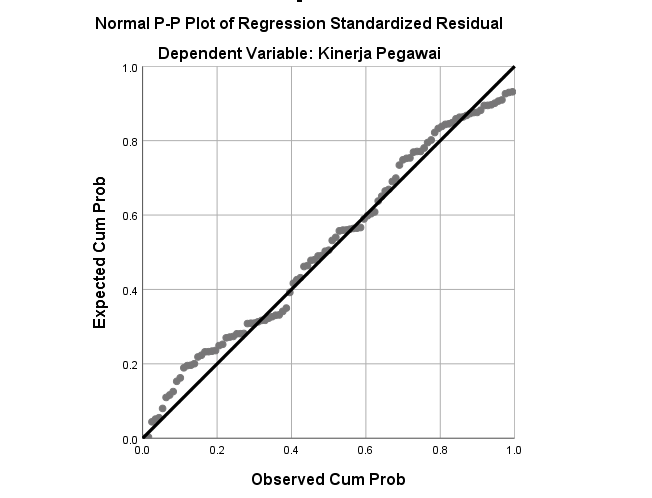 Normal P-P Plot of Regression Standardized Residual
Dependent Variable: Kinerja Pegawai
Expected Cum Prob
1.0
0.8
0.6
0.4
0.2
0.0
0.0 0.2 0.4 0.6 0.8 1.0
Observed Cum Prob